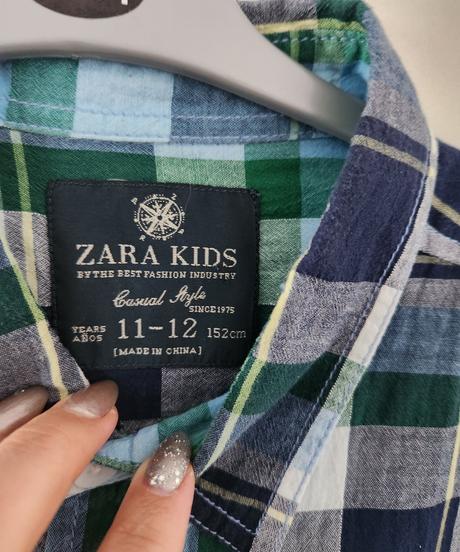 ZARA KIDS
BY THE BEST FASHION INDUSTRY
Casual Style
SINCE 1975
YEARS
AÑOS
11-12 152cm
[MADE IN CHINA]